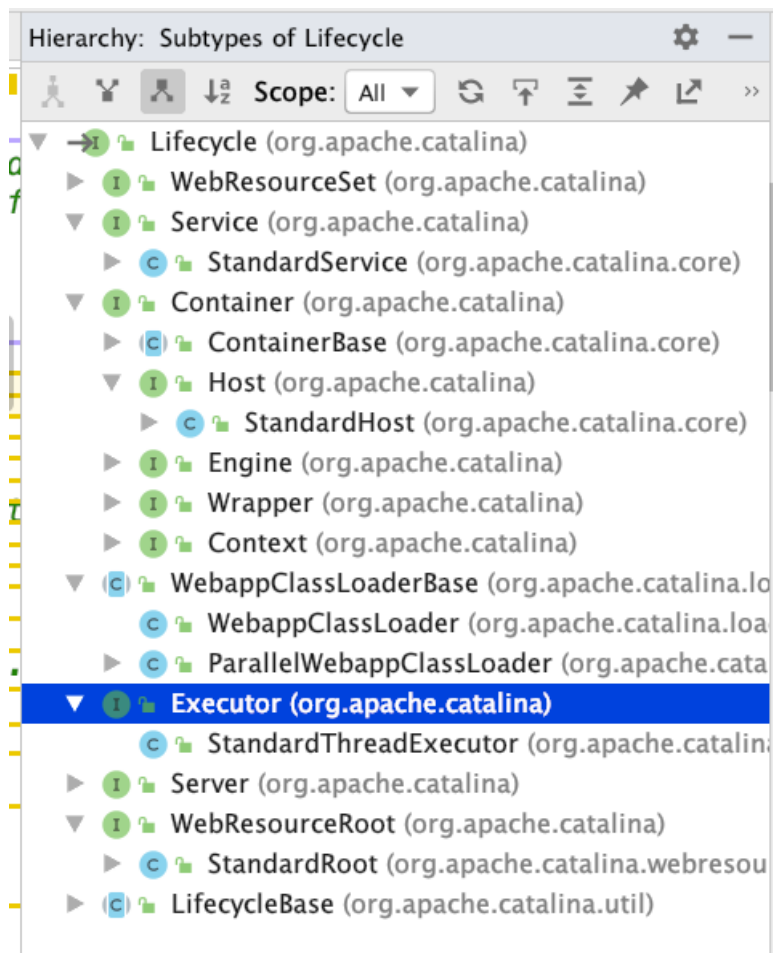 Hierarchy: Subtypes of Lifecycle
Scope: All
Lifecycle (org.apache.catalina)
WebResourceSet (org.apache.catalina)
Service (org.apache.catalina)
StandardService (org.apache.catalina.core)
Container (org.apache.catalina)
ContainerBase (org.apache.catalina.core)
Host (org.apache.catalina)
StandardHost (org.apache.catalina.core)
Engine (org.apache.catalina)
Wrapper (org.apache.catalina)
Context (org.apache.catalina)
WebappClassLoaderBase (org.apache.catalina.lo
WebappClassLoader (org.apache.catalina.loa
ParallelWebappClassLoader (org.apache.cata
Executor (org.apache.catalina)
StandardThreadExecutor (org.apache.catalin
Server (org.apache.catalina)
WebResourceRoot (org.apache.catalina)
StandardRoot (org.apache.catalina.webresou
LifecycleBase (org.apache.catalina.util)